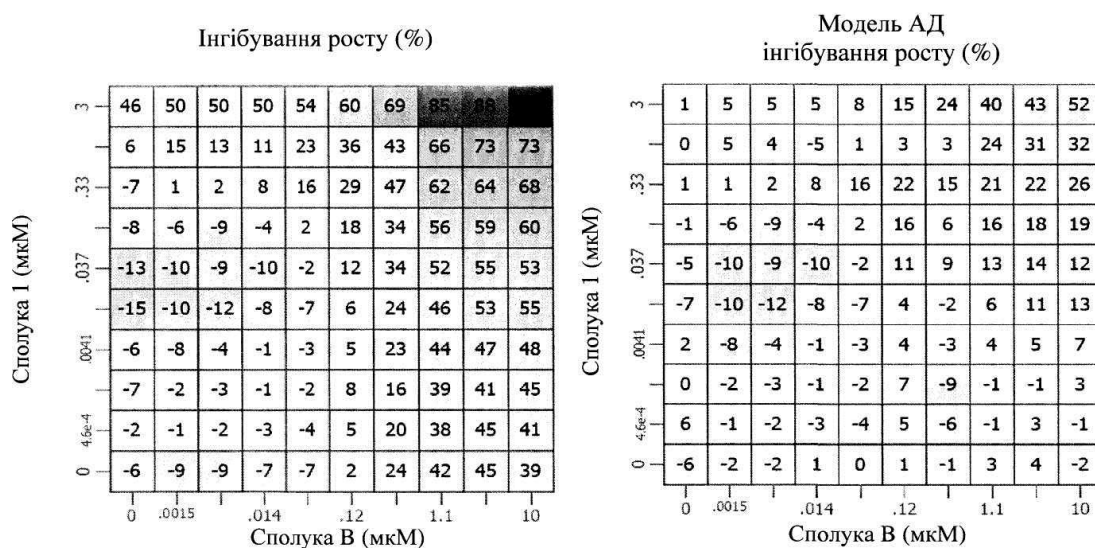 Інгібування росту (%)
3 46 50 50 50 54 60 69 85 88
6 15 13 11 23 36 43 66 73 73
.33 -7 1 2 8 16 29 47 62 64 68
-8 -6 -9 -4 2 18 34 56 59 60
.037 -13 -10 -9 -10 -2 12 34 52 55 53
-15 -10 -12 -8 -7 6 24 46 53 55
.0041 -6 -8 -4 -1 -3 5 23 44 47 48
-7 -2 -3 -1 -2 8 16 39 41 45
4.6e-4 -2 -1 -2 -3 -4 5 20 38 45 41
0 -6 -9 -9 -7 -7 2 24 42 45 39
0 .0015 .014 .12 1.1 10
Сполука 1 (мкМ)
Сполука В (мкМ)
Модель АД
інгібування росту (%)
3 1 5 5 5 8 15 24 40 43 52
0 5 4 -5 1 3 3 24 31 32
.33 1 1 2 8 16 22 15 21 22 26
-1 -6 -9 -4 2 16 6 16 18 19
.037 -5 -10 -9 -10 -2 11 9 13 14 12
-7 -10 -12 -8 -7 4 -2 6 11 13
.0041 2 -8 -4 -1 -3 4 -3 4 5 7
0 -2 -3 -1 -2 7 -9 -1 -1 3
4.6e-4 6 -1 -2 -3 -4 5 -6 -1 3 -1
0 -6 -2 -2 1 0 1 -1 3 4 -2
0 .0015 .014 .12 1.1 10
Сполука 1 (мкМ)
Сполука В (мкМ)